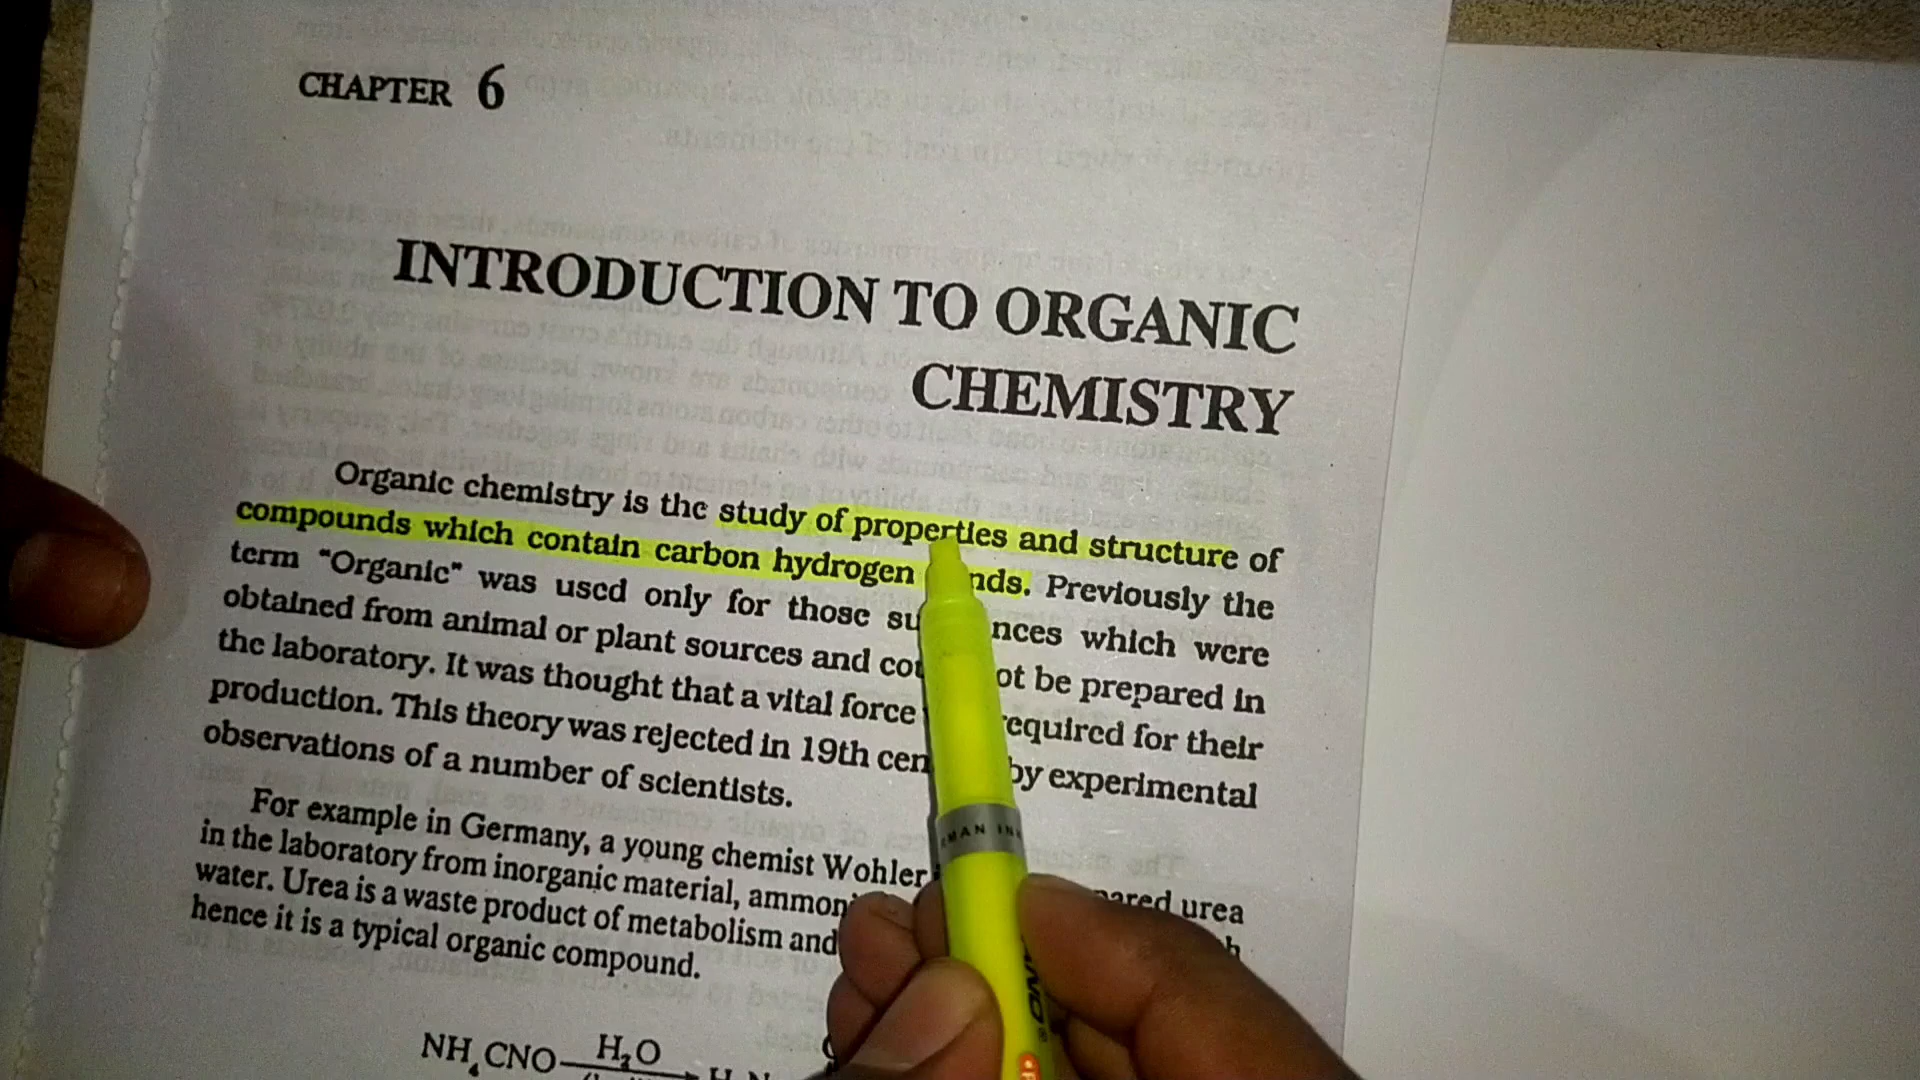 CHAPTER 6
INTRODUCTION TO ORGANIC
CHEMISTRY
Organic chemistry is the study of properties and structure of
compounds which contain carbon hydrogen nds. Previously the
term "Organic" was used only for those su nces which were
obtained from animal or plant sources and co ot be prepared in
the laboratory. It was thought that a vital force required for their
production. This theory was rejected in 19th cen by experimental
observations of a number of scientists.
For example in Germany, a young chemist Wohler ared urea
in the laboratory from inorganic material, ammoni h
water. Urea is a waste product of metabolism and
hence it is a typical organic compound.
NH₄CNO H₂O
MAN IN